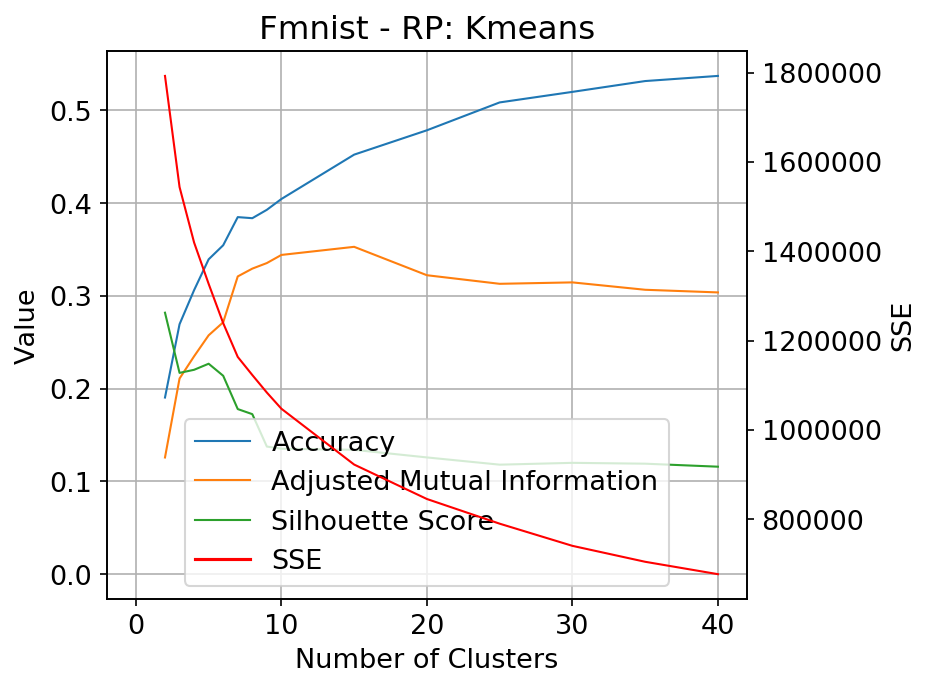 Fmnist - RP: Kmeans
Value
0.5
0.4
0.3
0.2
0.1
0.0
1800000
1600000
1400000
1200000
1000000
800000
SSE
Accuracy
Adjusted Mutual Information
Silhouette Score
SSE
0 10 20 30 40
Number of Clusters